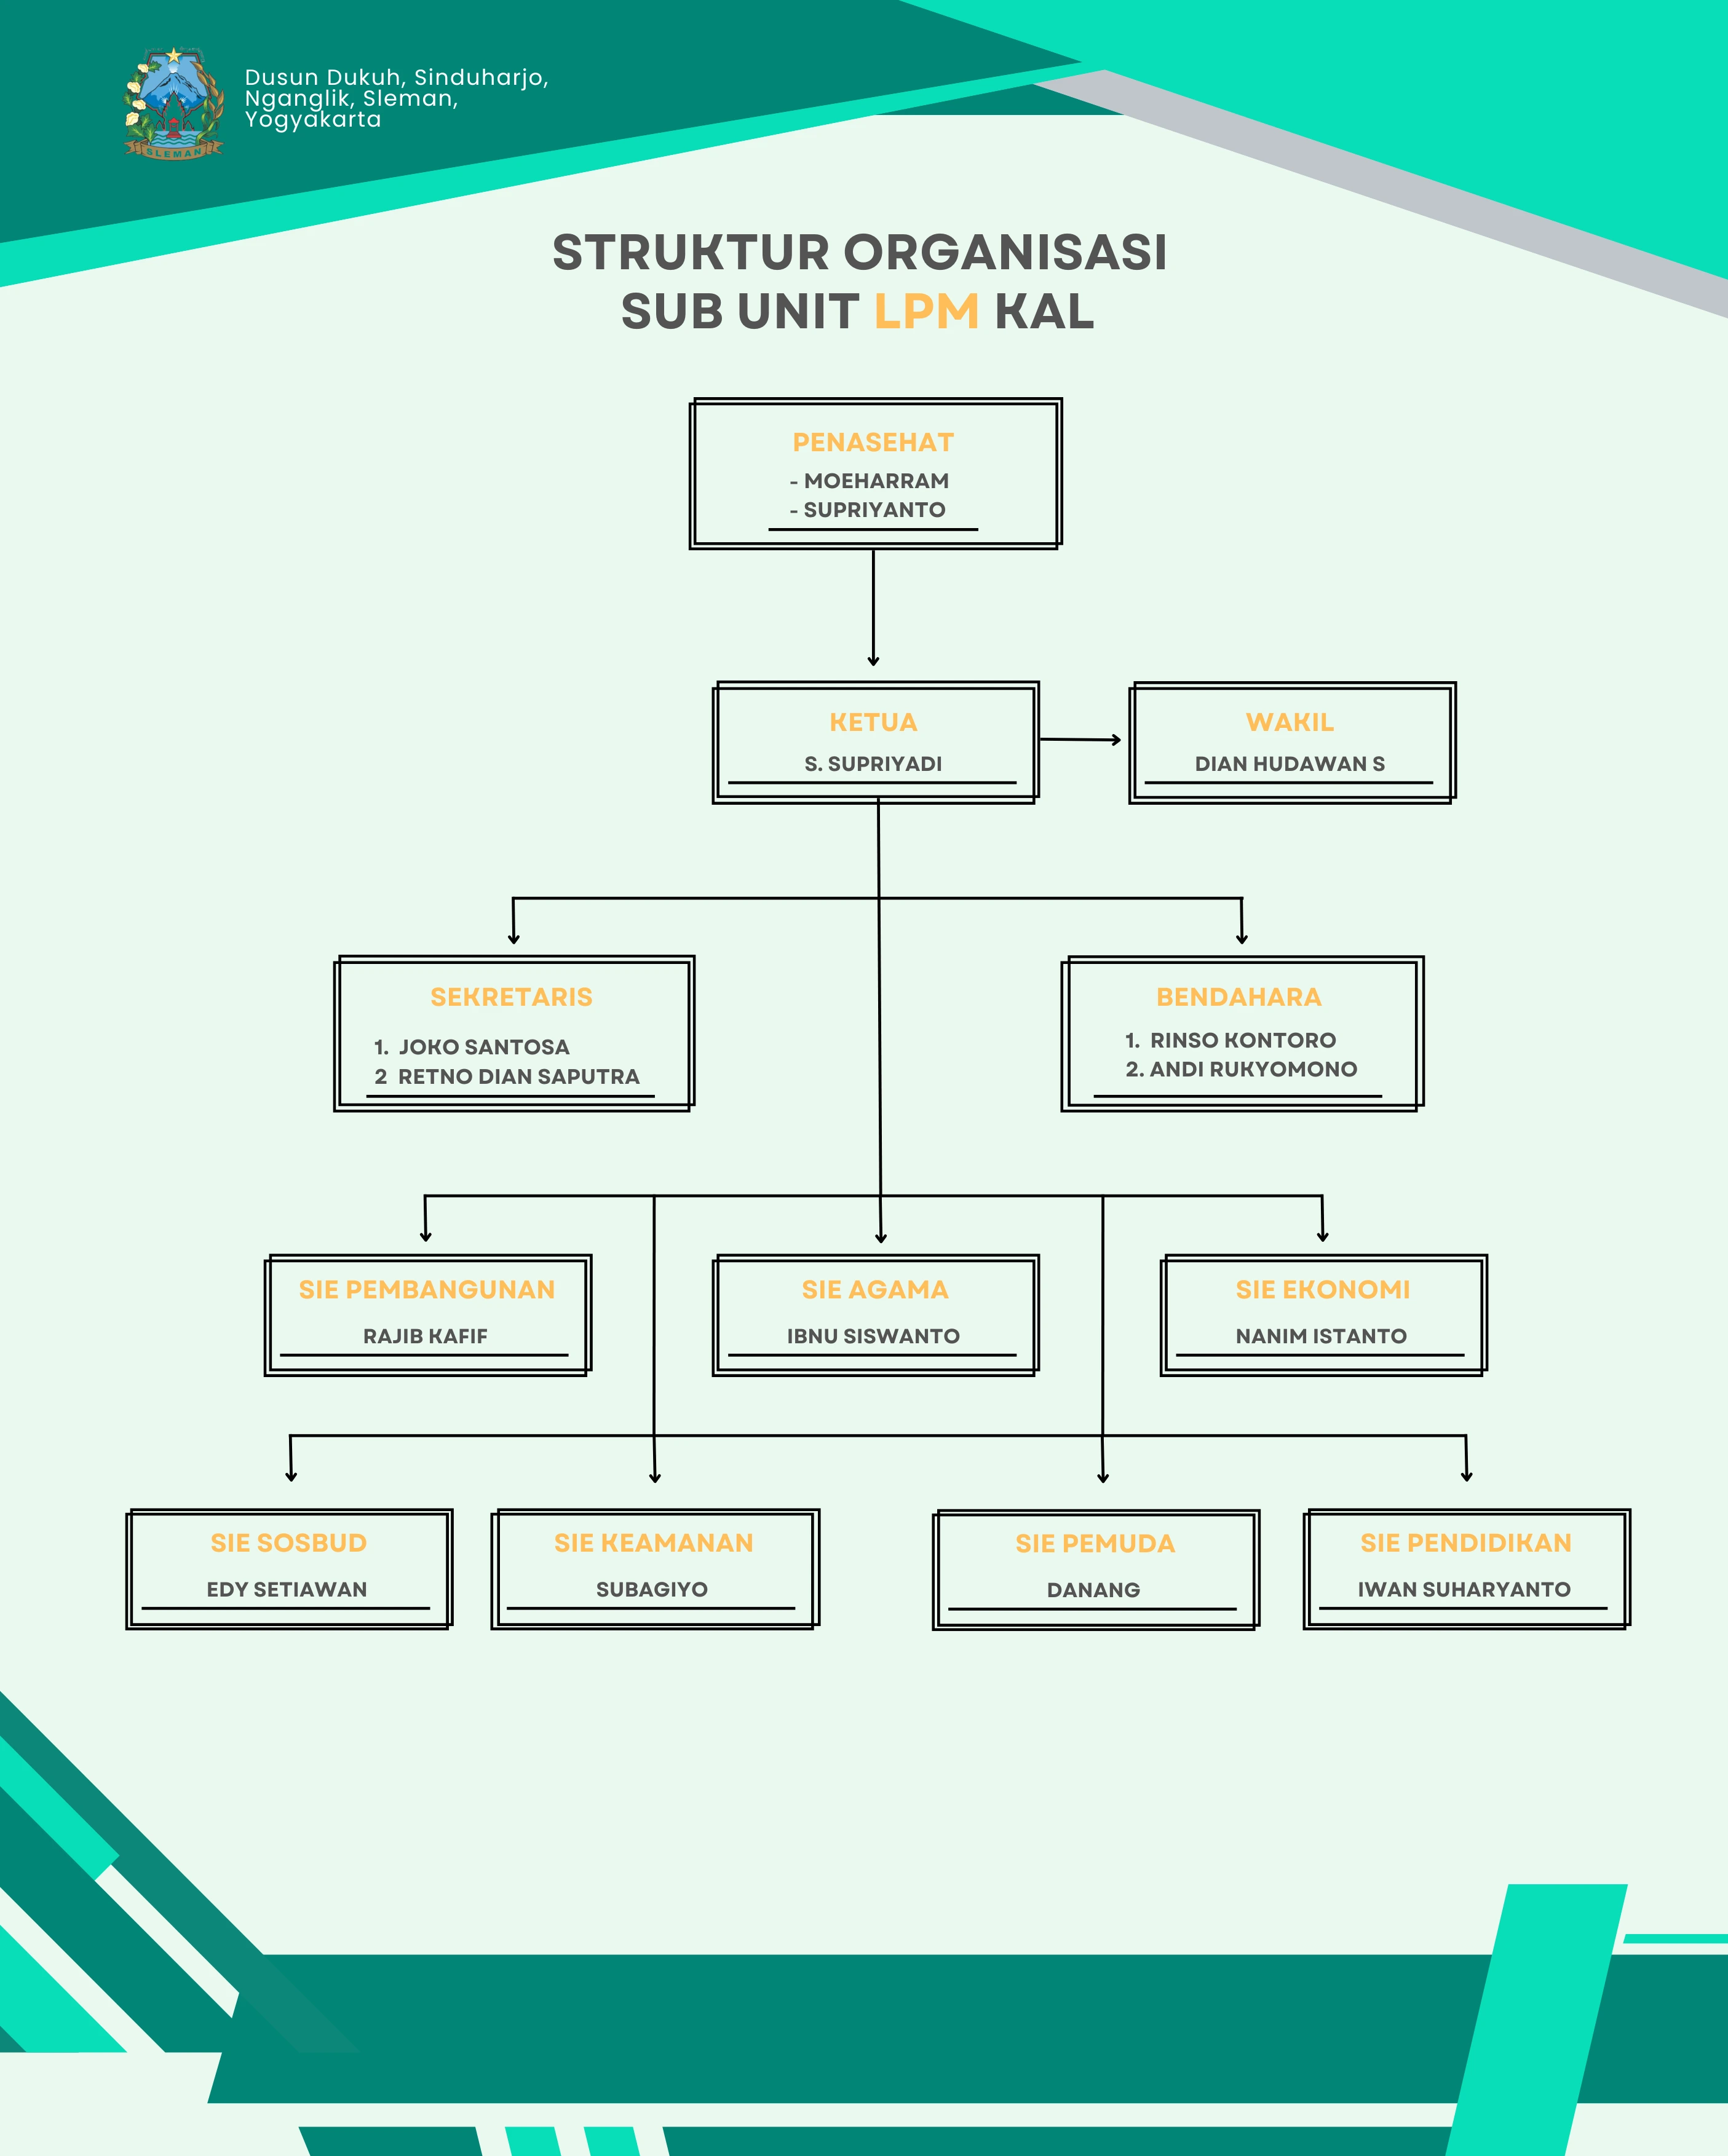 SLEMAN
Dusun Dukuh, Sinduharjo,
Nganglik, Sleman,
Yogyakarta
STRUKTUR ORGANISASI
SUB UNIT LPM KAL
PENASEHAT
- MOEHARRAM
- SUPRIYANTO
KETUA
S. SUPRIYADI
WAKIL
DIAN HUDAWAN S
SEKRETARIS
1. JOKO SANTOSA
2 RETNO DIAN SAPUTRA
BENDAHARA
1. RINSO KONTORO
2. ANDI RUKYOMONO
SIE PEMBANGUNAN
RAJIB KAFIF
SIE AGAMA
IBNU SISWANTO
SIE EKONOMI
NANIM ISTANTO
SIE SOSBUD
EDY SETIAWAN
SIE KEAMANAN
SUBAGIYO
SIE PEMUDA
DANANG
SIE PENDIDIKAN
IWAN SUHARYANTO